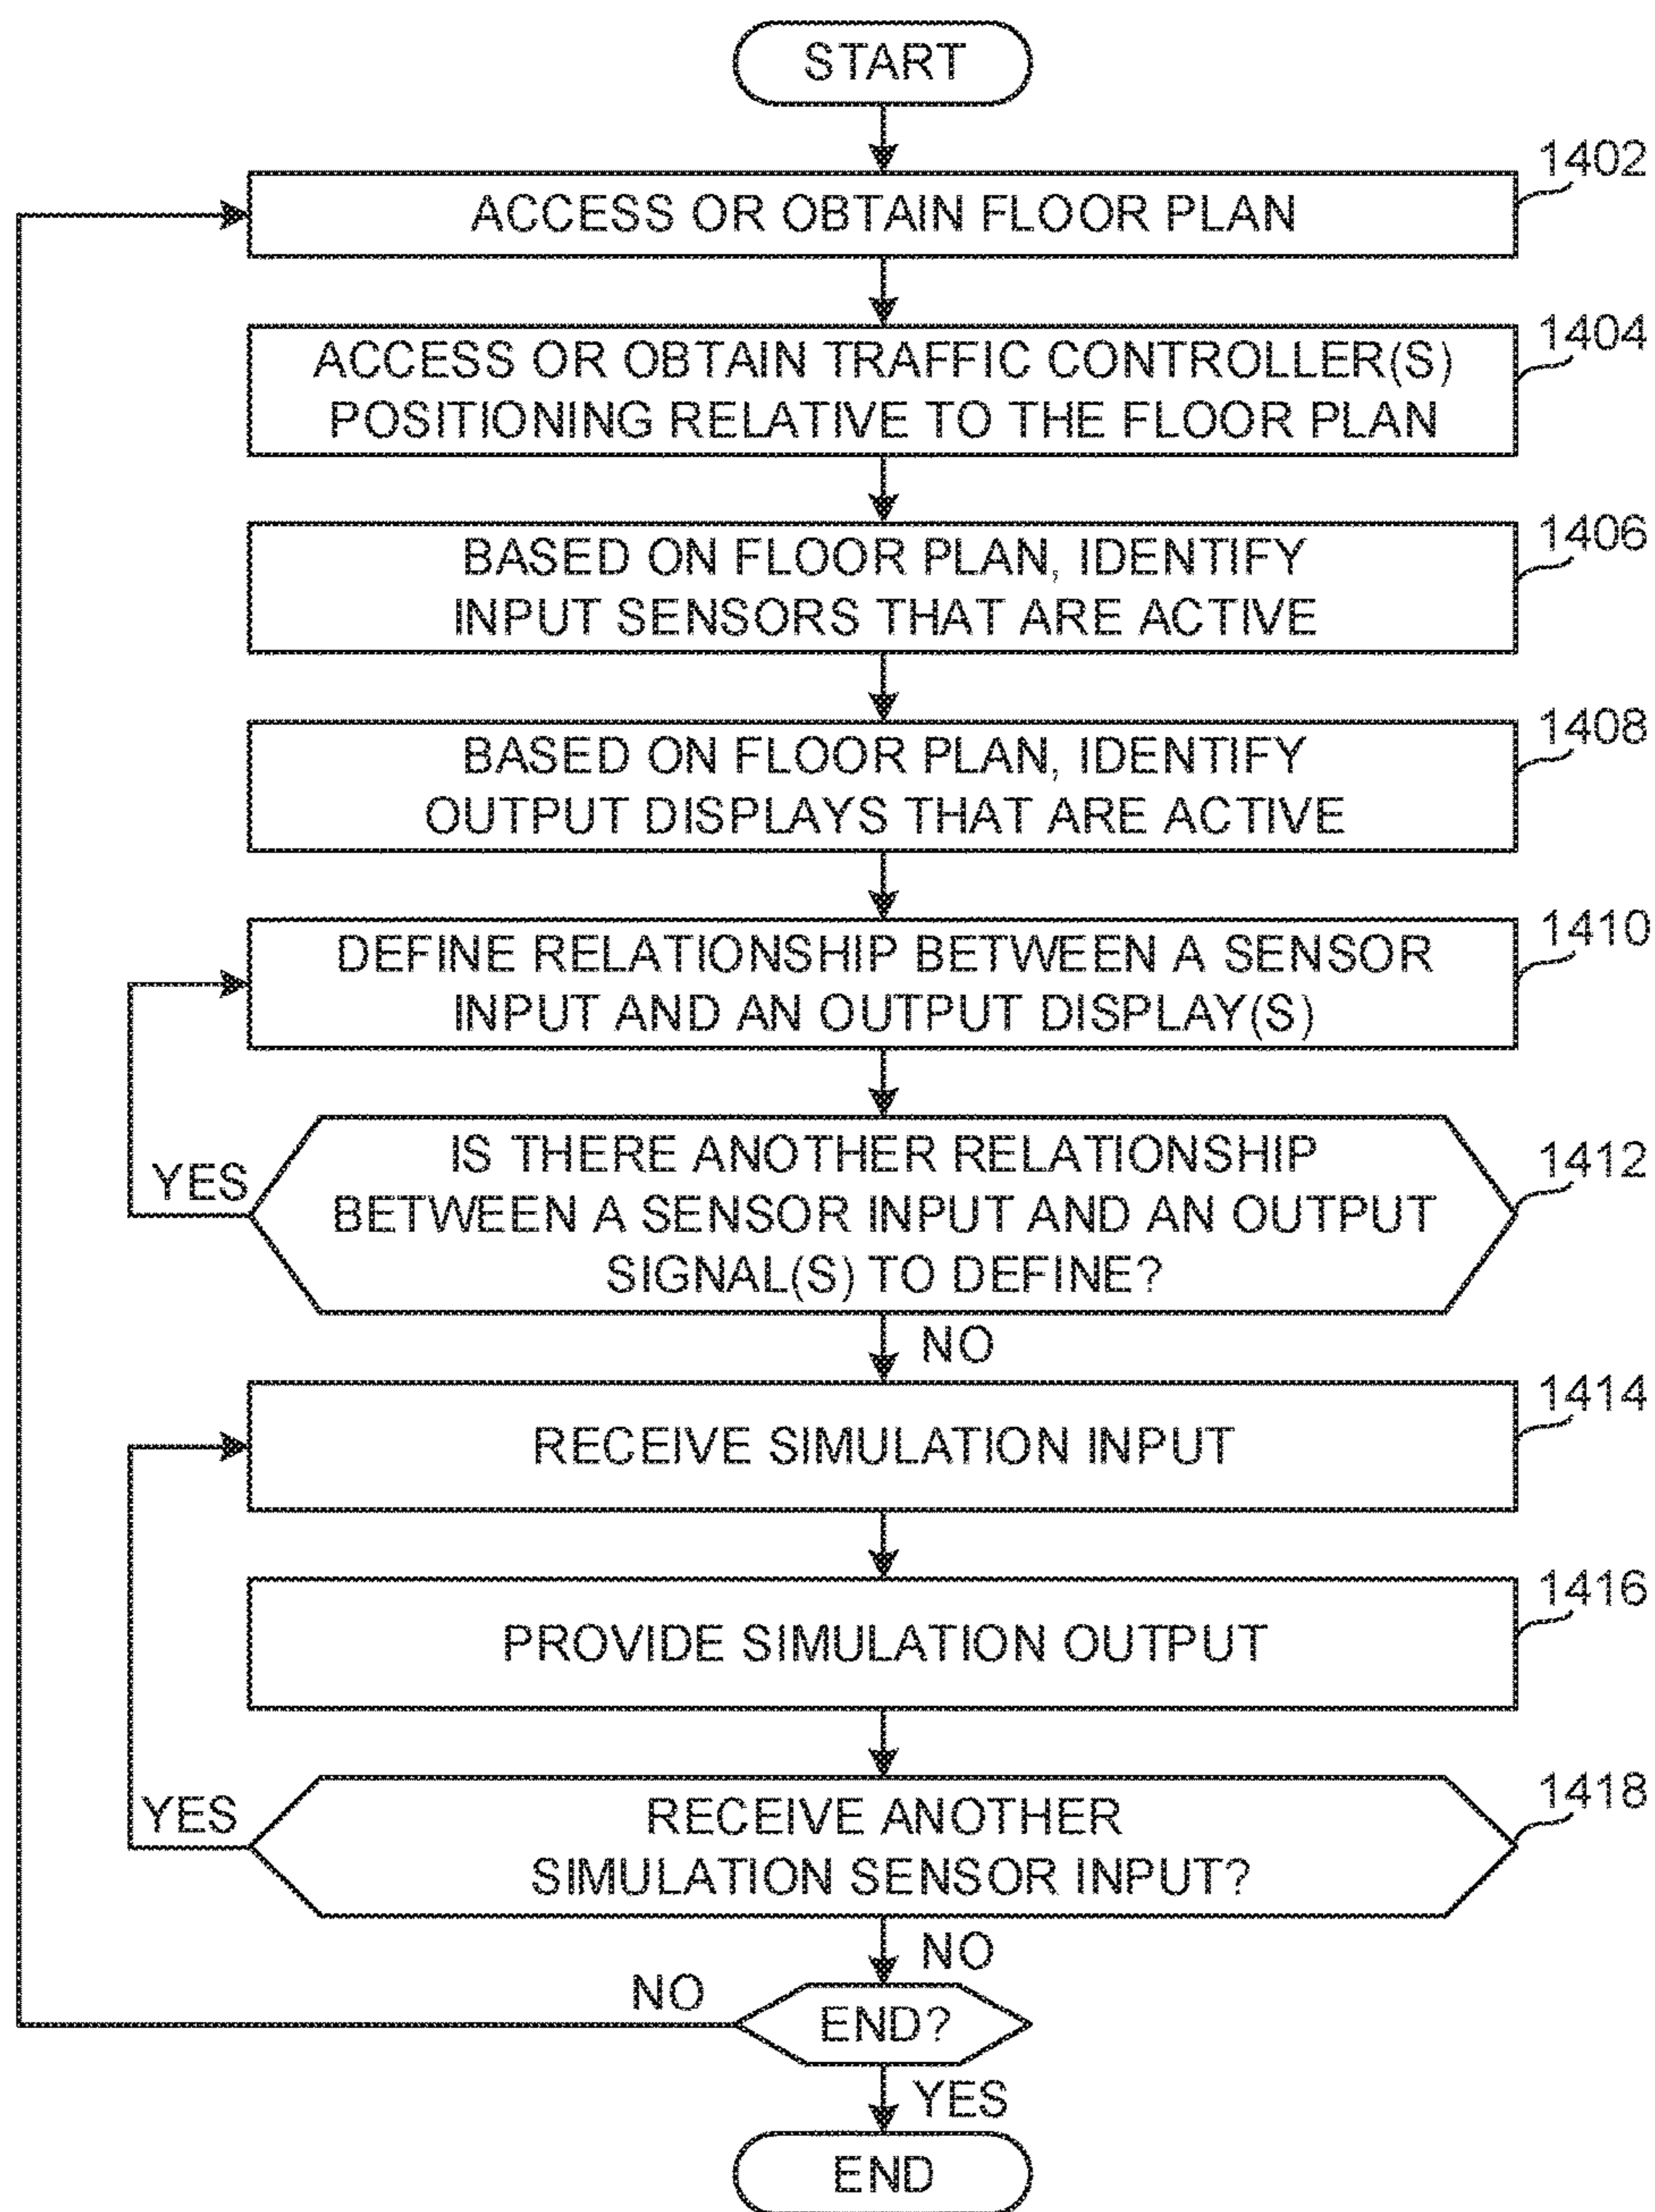 START
1402
ACCESS OR OBTAIN FLOOR PLAN
1404
ACCESS OR OBTAIN TRAFFIC CONTROLLER(S)
POSITIONING RELATIVE TO THE FLOOR PLAN
1406
BASED ON FLOOR PLAN, IDENTIFY
INPUT SENSORS THAT ARE ACTIVE
1408
BASED ON FLOOR PLAN, IDENTIFY
OUTPUT DISPLAYS THAT ARE ACTIVE
1410
DEFINE RELATIONSHIP BETWEEN A SENSOR
INPUT AND AN OUTPUT DISPLAY(S)
1412
IS THERE ANOTHER RELATIONSHIP
YES
BETWEEN A SENSOR INPUT AND AN OUTPUT
SIGNAL(S) TO DEFINE?
NO
1414
RECEIVE SIMULATION INPUT
1416
PROVIDE SIMULATION OUTPUT
1418
YES
RECEIVE ANOTHER
SIMULATION SENSOR INPUT?
NO
NO
END?
YES
END